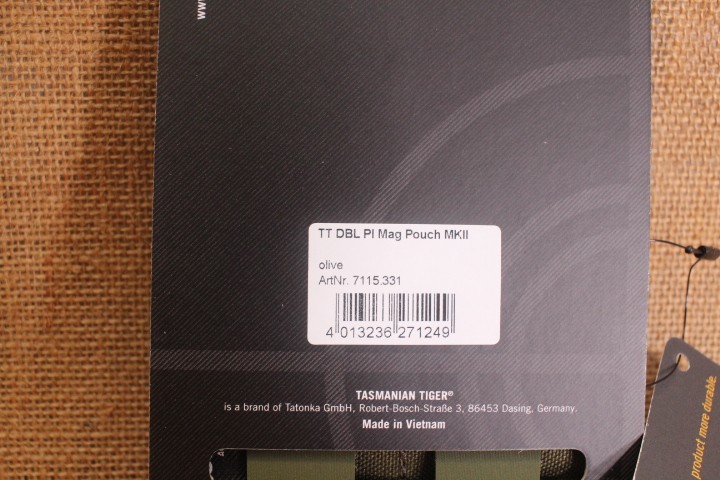 www
TT DBL PI Mag Pouch MKII
olive
ArtNr. 7115.331
4 013236 271249
TASMANIAN TIGER®
is a brand of Tatonka GmbH, Robert-Bosch-Straße 3, 86453 Dasing, Germany.
Made in Vietnam
product more durable.